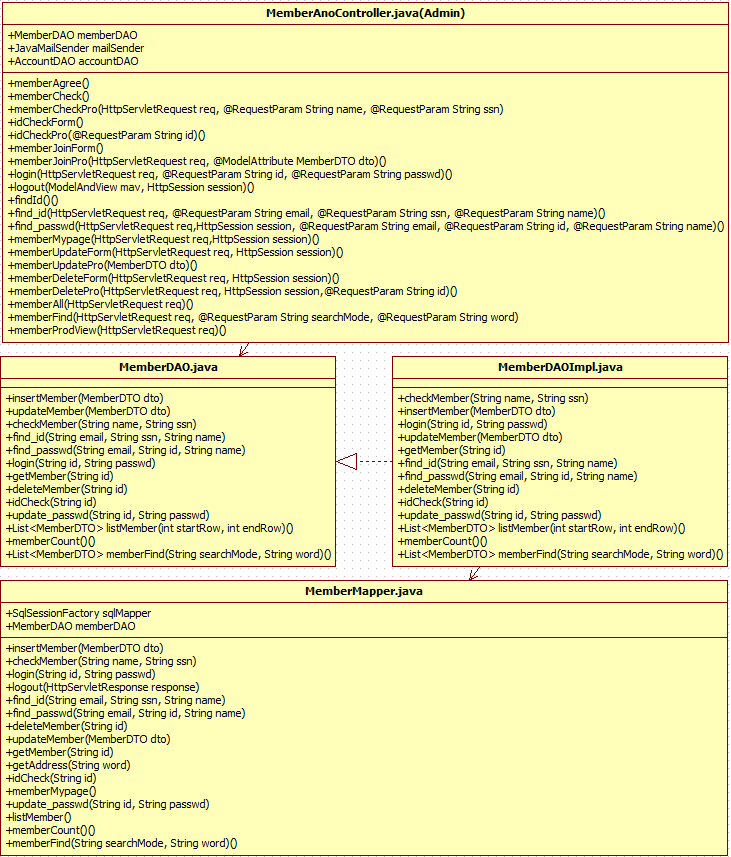 MemberAnoController.java(Admin)
+MemberDAO memberDAO
+JavaMailSender mailSender
+AccountDAO accountDAO
+memberAgree()
+memberCheck()
+memberCheckPro(HttpServletRequest req, @RequestParam String name, @RequestParam String ssn)
+idCheckForm()
+idCheckPro(@RequestParam String id)()
+memberJoinForm()
+memberJoinPro(HttpServletRequest req, @ModelAttribute MemberDTO dto)()
+login(HttpServletRequest req, @RequestParam String id, @RequestParam String passwd)()
+logout(ModelAndView mav, HttpSession session)()
+findId()()
+find_id(HttpServletRequest req, @RequestParam String email, @RequestParam String ssn, @RequestParam String name)()
+find_passwd(HttpServletRequest req,HttpSession session, @RequestParam String email, @RequestParam String id, @RequestParam String name)()
+memberMypage(HttpServletRequest req,HttpSession session)()
+memberUpdateForm(HttpServletRequest req, HttpSession session)()
+memberUpdatePro(MemberDTO dto)()
+memberDeleteForm(HttpServletRequest req, HttpSession session)()
+memberDeletePro(HttpServletRequest req, HttpSession session,@RequestParam String id)()
+memberAll(HttpServletRequest req)()
+memberFind(HttpServletRequest req, @RequestParam String searchMode, @RequestParam String word)
+memberProdView(HttpServletRequest req)()
MemberDAO.java
+insertMember(MemberDTO dto)
+updateMember(MemberDTO dto)
+checkMember(String name, String ssn)
+find_id(String email, String ssn, String name)
+find_passwd(String email, String id, String name)
+login(String id, String passwd)
+getMember(String id)
+deleteMember(String id)
+idCheck(String id)
+update_passwd(String id, String passwd)
+List<MemberDTO> listMember(int startRow, int endRow)()
+memberCount()()
+List<MemberDTO> memberFind(String searchMode, String word)()
MemberDAOImpl.java
+checkMember(String name, String ssn)
+insertMember(MemberDTO dto)
+login(String id, String passwd)
+updateMember(MemberDTO dto)
+getMember(String id)
+find_id(String email, String ssn, String name)
+find_passwd(String email, String id, String name)
+deleteMember(String id)
+idCheck(String id)
+update_passwd(String id, String passwd)
+List<MemberDTO> listMember(int startRow, int endRow)()
+memberCount()()
+List<MemberDTO> memberFind(String searchMode, String word)()
MemberMapper.java
+SqlSessionFactory sqlMapper
+MemberDAO memberDAO
+insertMember(MemberDTO dto)
+checkMember(String name, String ssn)
+login(String id, String passwd)
+logout(HttpServletResponse response)
+find_id(String email, String ssn, String name)
+find_passwd(String email, String id, String name)
+deleteMember(String id)
+updateMember(MemberDTO dto)
+getMember(String id)
+getAddress(String word)
+idCheck(String id)
+memberMypage()
+update_passwd(String id, String passwd)
+listMember()
+memberCount()()
+memberFind(String searchMode, String word)()